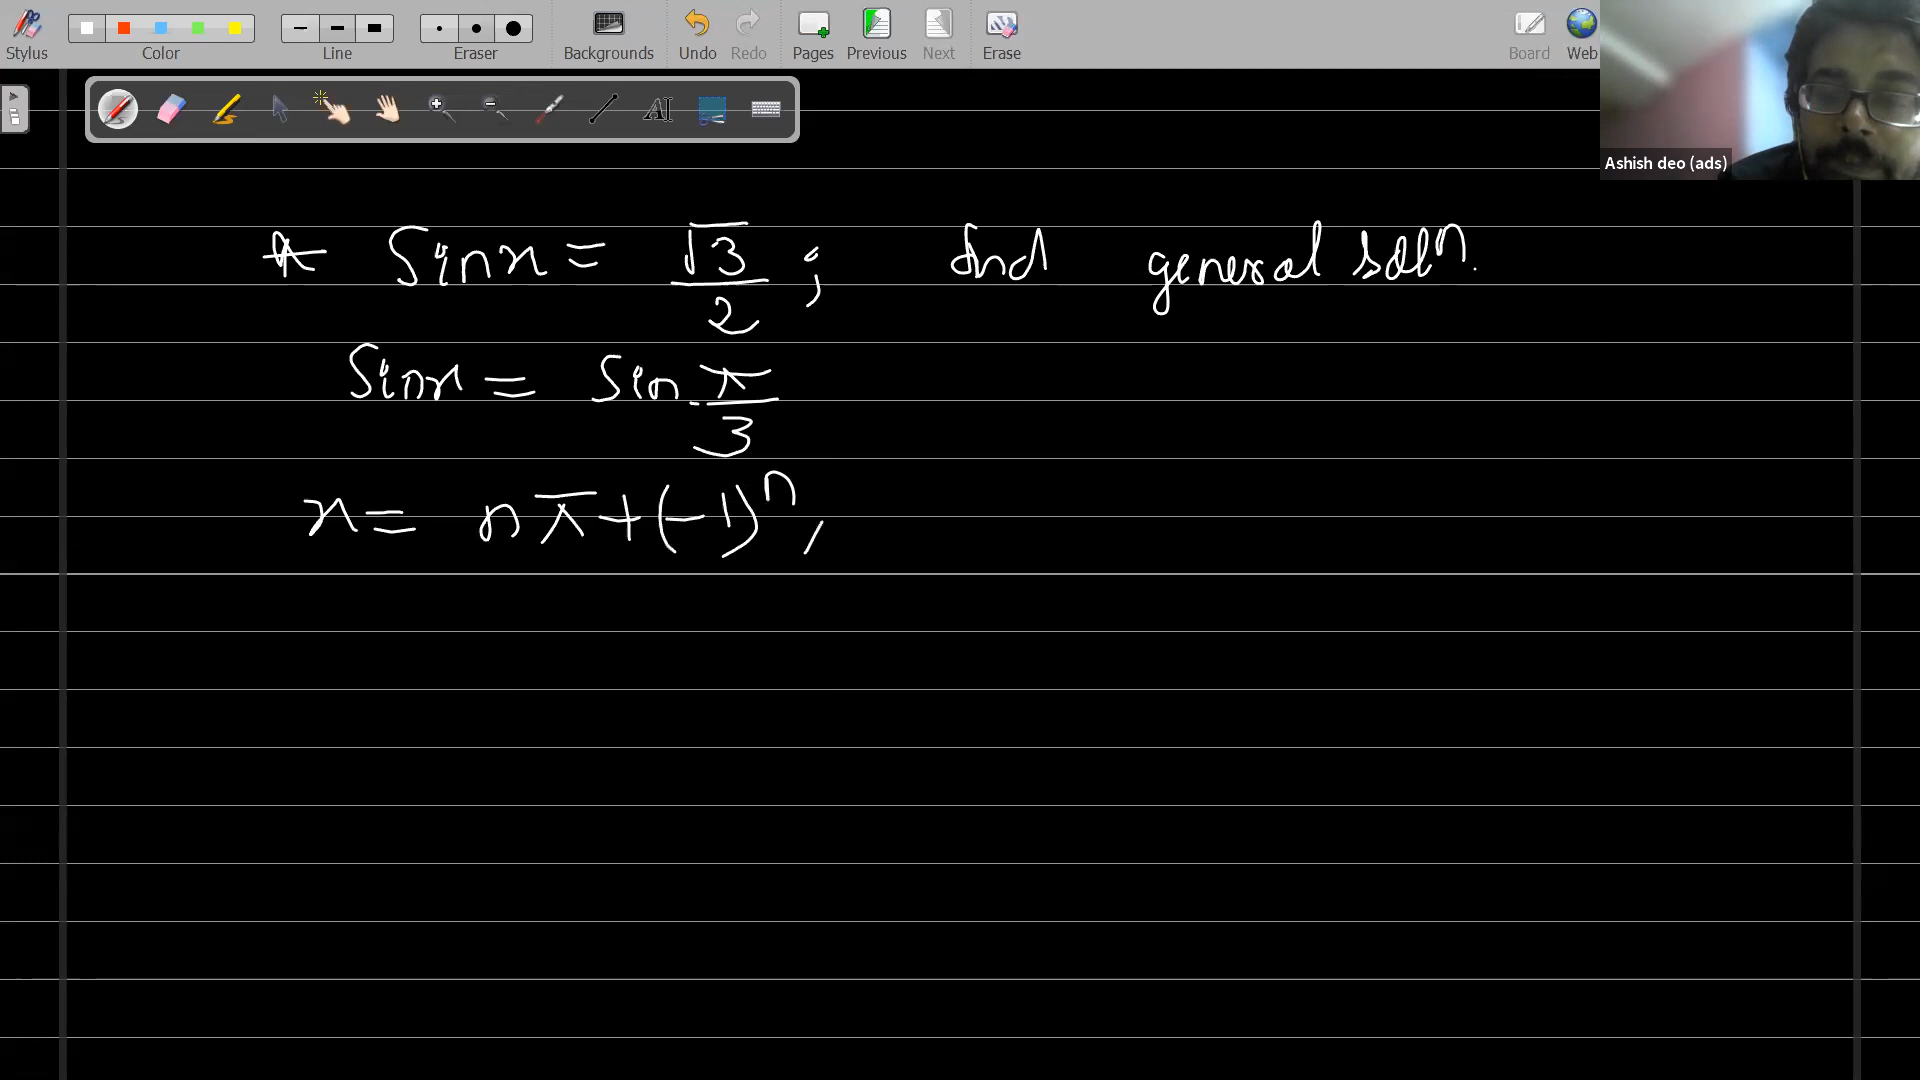 Stylus Color Line Eraser Backgrounds Undo Redo Pages Previous Next Erase Board Web
AI
Ashish deo (ads)
* Sinx = √3/2 ; find general solⁿ.
Sinx = Sin π/3
x = nπ + (-1)ⁿ